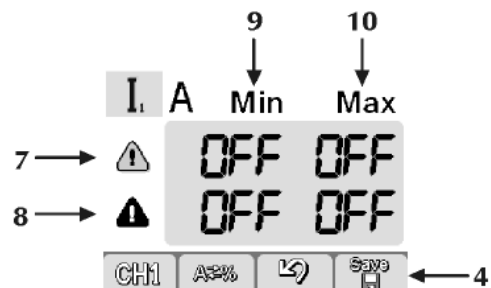 9 10
I₁ A Min Max
7 OFF OFF
8 OFF OFF
CH1 A⇄% Save 4